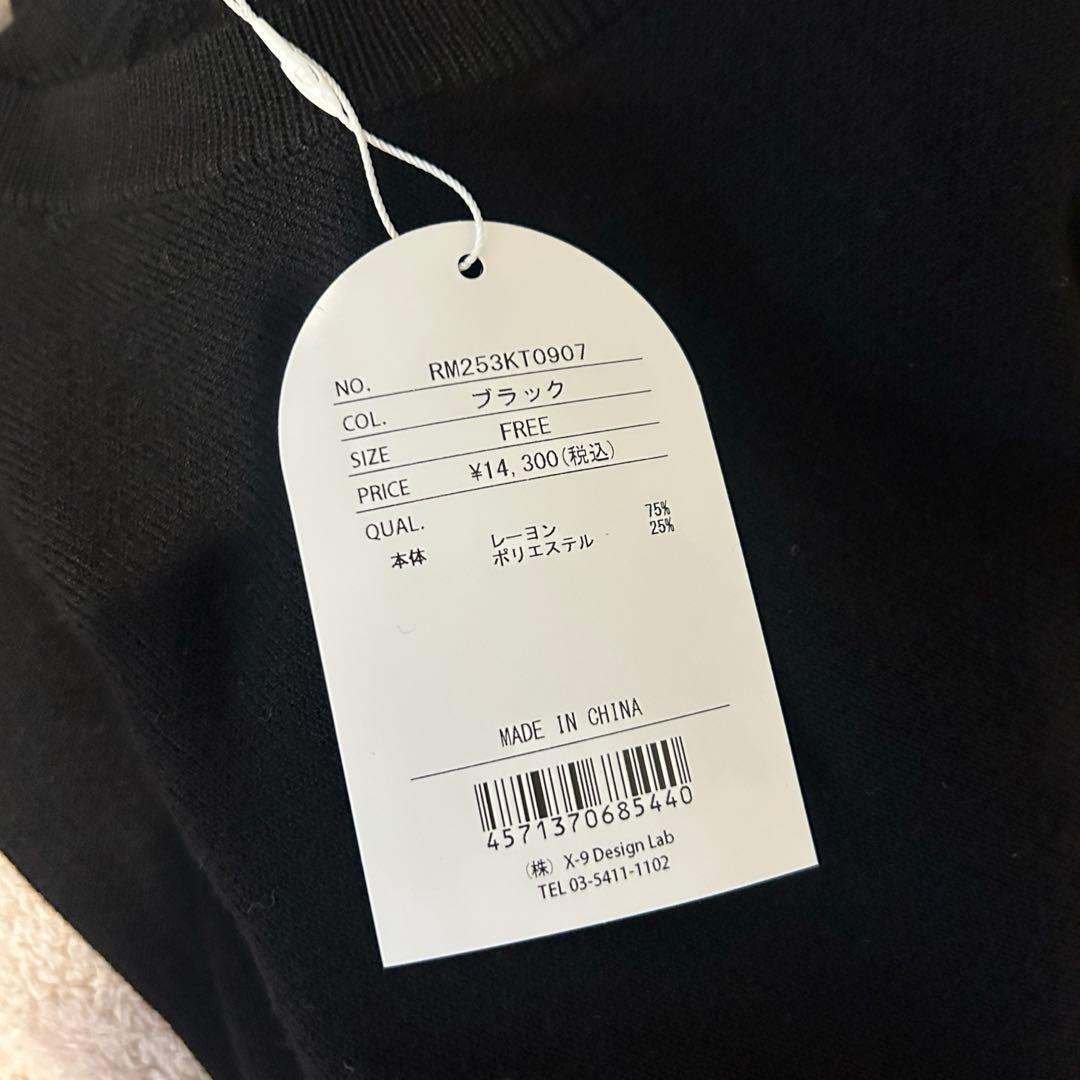 NO. RM253KT0907
COL. ブラック
SIZE FREE
PRICE ¥14,300(税込)
QUAL.
本体 レーヨン 75%
ポリエステル 25%
MADE IN CHINA
4571370685440
(株) X-9 Design Lab
TEL 03-5411-1102